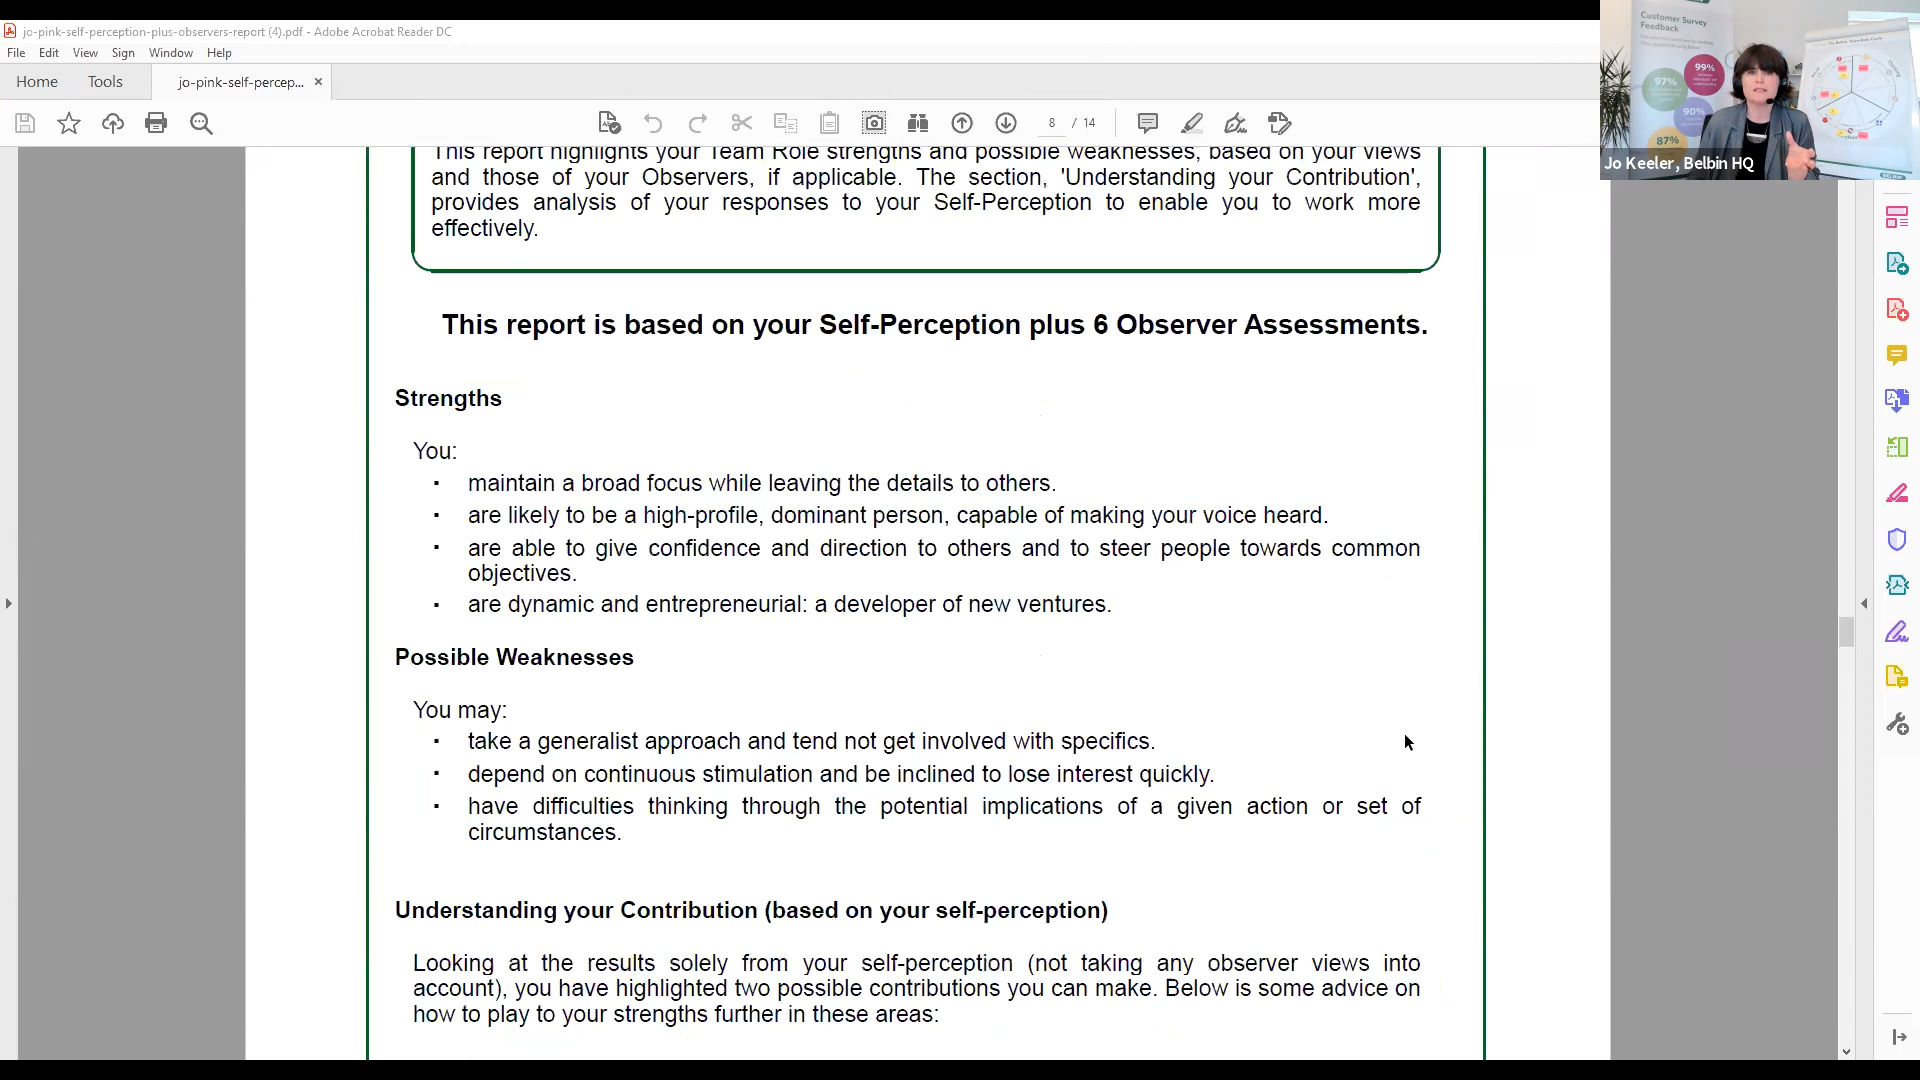 jo-pink-self-perception-plus-observers-report (4).pdf - Adobe Acrobat Reader DC
File Edit View Sign Window Help
Home Tools jo-pink-self-percep... ×
8 / 14
Customer Survey
Feedback
99%
97%
90%
87%
Jo Keeler, Belbin HQ
This report highlights your Team Role strengths and possible weaknesses, based on your views
and those of your Observers, if applicable. The section, 'Understanding your Contribution',
provides analysis of your responses to your Self-Perception to enable you to work more
effectively.
This report is based on your Self-Perception plus 6 Observer Assessments.
Strengths
You:
▪ maintain a broad focus while leaving the details to others.
▪ are likely to be a high-profile, dominant person, capable of making your voice heard.
▪ are able to give confidence and direction to others and to steer people towards common
objectives.
▪ are dynamic and entrepreneurial: a developer of new ventures.
Possible Weaknesses
You may:
▪ take a generalist approach and tend not get involved with specifics.
▪ depend on continuous stimulation and be inclined to lose interest quickly.
▪ have difficulties thinking through the potential implications of a given action or set of
circumstances.
Understanding your Contribution (based on your self-perception)
Looking at the results solely from your self-perception (not taking any observer views into
account), you have highlighted two possible contributions you can make. Below is some advice on
how to play to your strengths further in these areas: